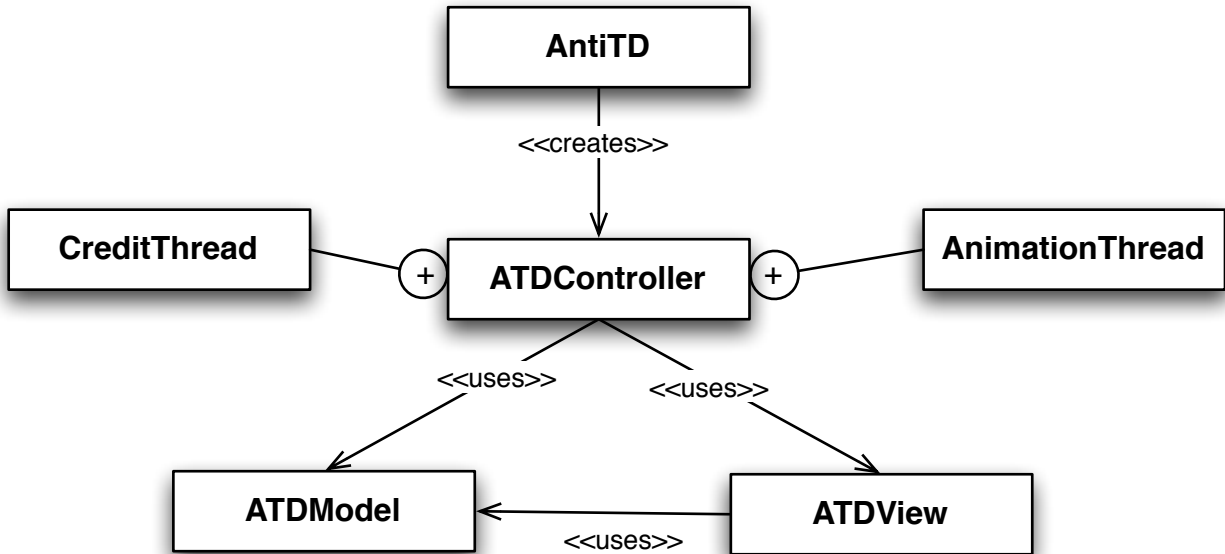 AntiTD
<<creates>>
CreditThread
+
ATDController
+
AnimationThread
<<uses>>
<<uses>>
ATDModel
<<uses>>
ATDView